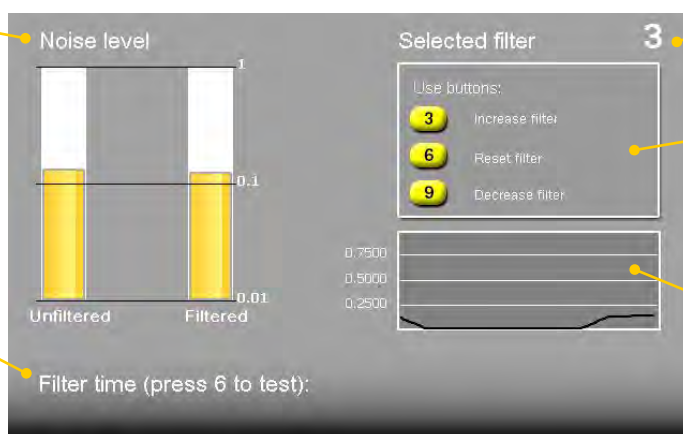 Noise level
1
0.1
0.01
Unfiltered Filtered
Selected filter 3
Use buttons:
3 Increase filter
6 Reset filter
9 Decrease filter
0.7500
0.5000
0.2500
Filter time (press 6 to test):